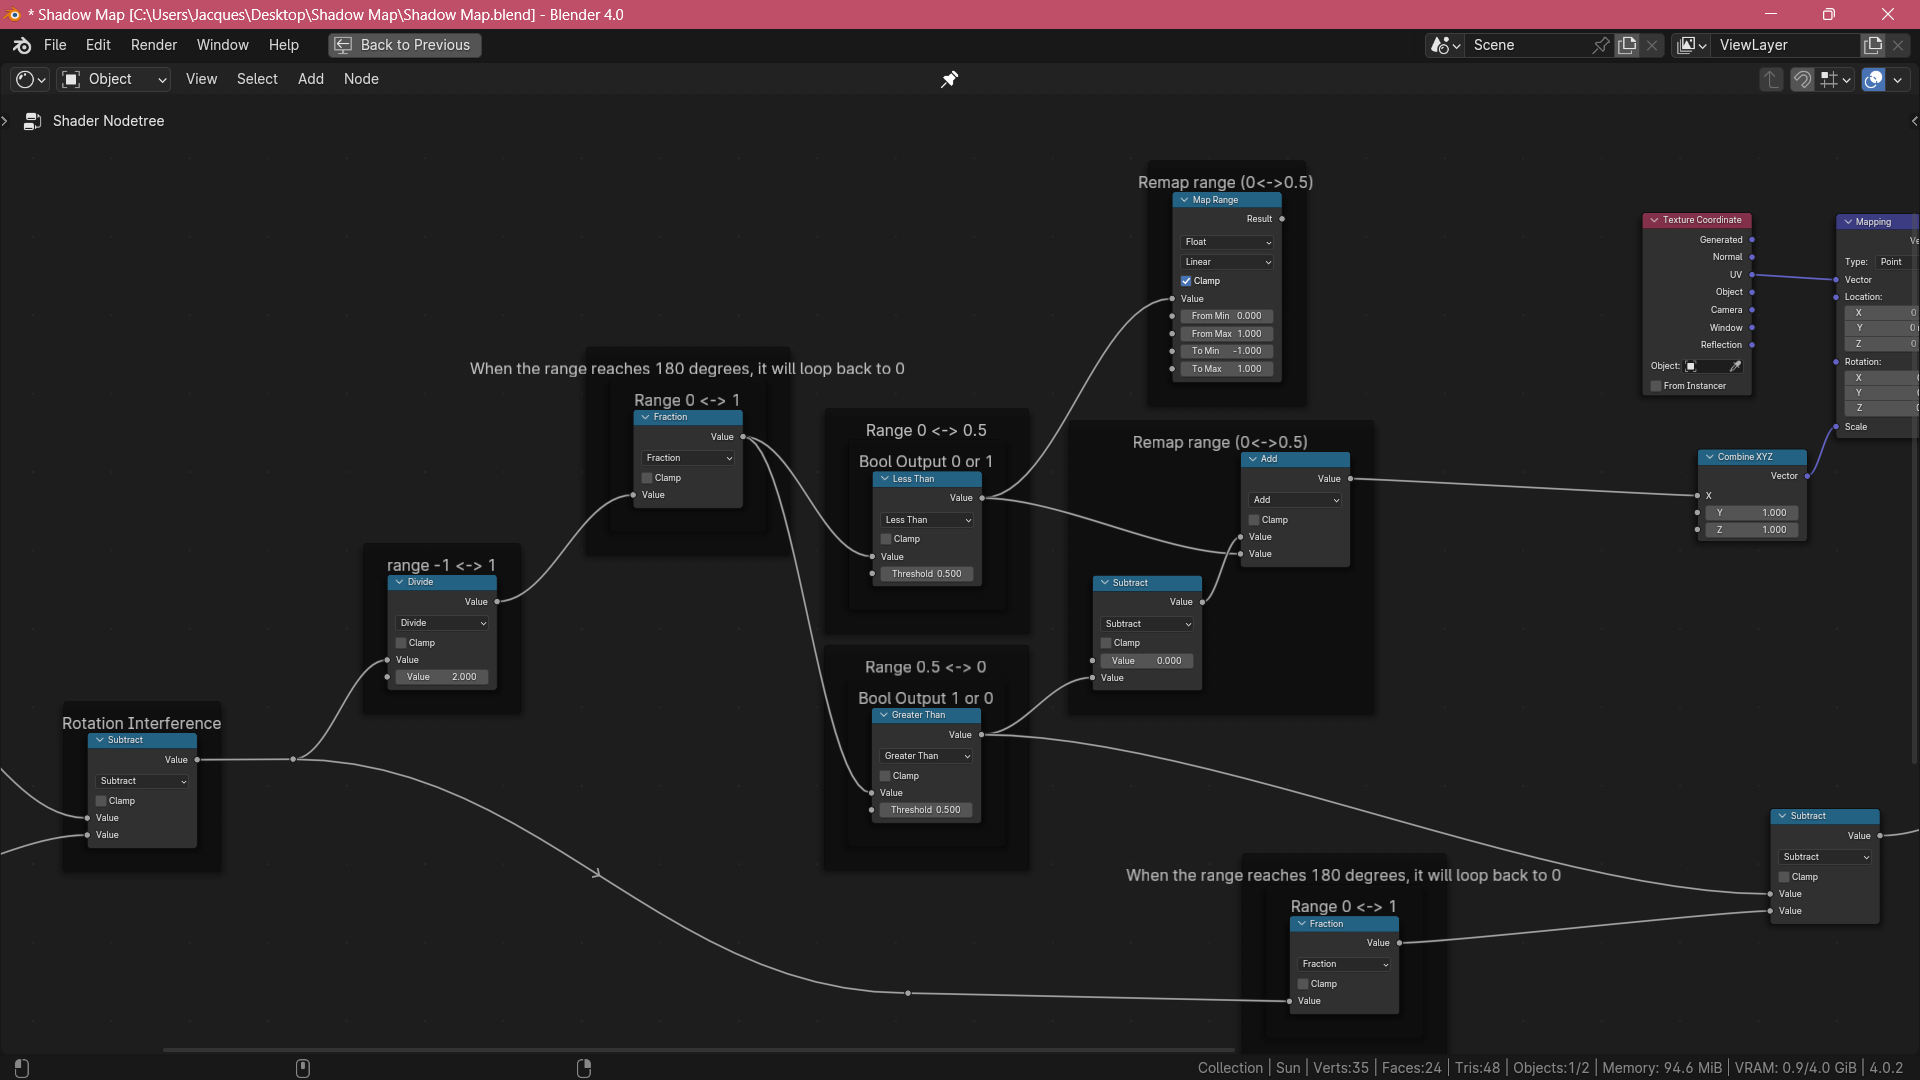 * Shadow Map [C:\Users\Jacques\Desktop\Shadow Map\Shadow Map.blend] - Blender 4.0
File Edit Render Window Help Back to Previous Scene ViewLayer
Object View Select Add Node
Shader Nodetree
Remap range (0<->0.5)
Map Range
Result
Float
Linear
Clamp
Value
From Min 0.000
From Max 1.000
To Min -1.000
To Max 1.000
Texture Coordinate
Generated
Normal
UV
Object
Camera
Window
Reflection
Object:
From Instancer
Mapping
Ve
Type: Point
Vector
Location:
X 0
Y 0
Z 0
Rotation:
X
Y
Z
Scale
When the range reaches 180 degrees, it will loop back to 0
Range 0 <-> 1
Fraction
Value
Fraction
Clamp
Value
Range 0 <-> 0.5
Bool Output 0 or 1
Less Than
Value
Less Than
Clamp
Value
Threshold 0.500
Remap range (0<->0.5)
Add
Value
Add
Clamp
Value
Value
Subtract
Value
Subtract
Clamp
Value 0.000
Value
Combine XYZ
Vector
X
Y 1.000
Z 1.000
range -1 <-> 1
Divide
Value
Divide
Clamp
Value
Value 2.000
Range 0.5 <-> 0
Bool Output 1 or 0
Greater Than
Value
Greater Than
Clamp
Value
Threshold 0.500
Rotation Interference
Subtract
Value
Subtract
Clamp
Value
Value
Subtract
Value
Subtract
Clamp
Value
Value
When the range reaches 180 degrees, it will loop back to 0
Range 0 <-> 1
Fraction
Value
Fraction
Clamp
Value
Collection | Sun | Verts:35 | Faces:24 | Tris:48 | Objects:1/2 | Memory: 94.6 MiB | VRAM: 0.9/4.0 GiB | 4.0.2